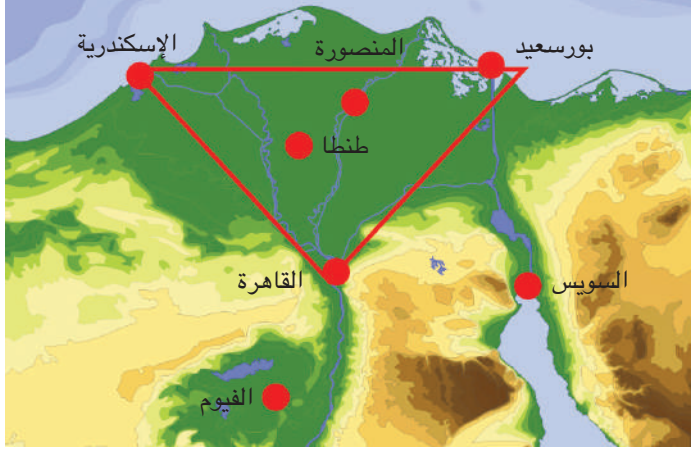 الإسكندرية
المنصورة
بورسعيد
طنطا
القاهرة
السويس
الفيوم